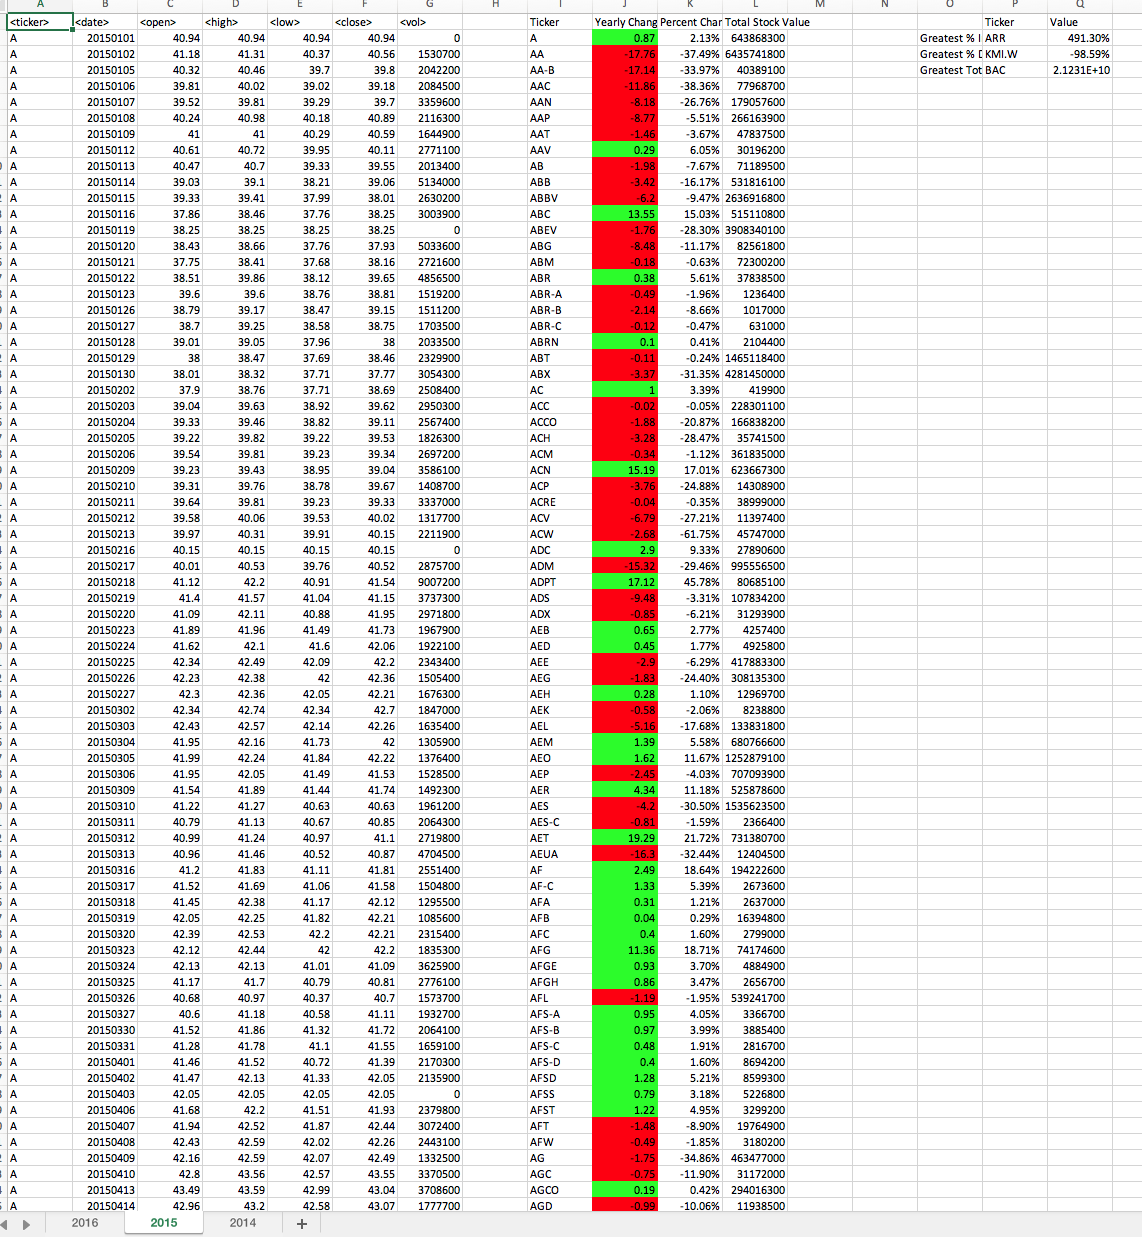 A B C D E F G H I J K L M N O P Q
<ticker> <date> <open> <high> <low> <close> <vol> Ticker Yearly Chang Percent Char Total Stock Value Ticker Value
A 20150101 40.94 40.94 40.94 40.94 0 A 0.87 2.13% 643868300 Greatest % I ARR 491.30%
A 20150102 41.18 41.31 40.37 40.56 1530700 AA -17.76 -37.49% 6435741800 Greatest % D KMI.W -98.59%
A 20150105 40.32 40.46 39.7 39.8 2042200 AA-B -17.14 -33.97% 40389100 Greatest Tot BAC 2.1231E+10
A 20150106 39.81 40.02 39.02 39.18 2084500 AAC -11.86 -38.36% 77968700
A 20150107 39.52 39.81 39.29 39.7 3359600 AAN -8.18 -26.76% 179057600
A 20150108 40.24 40.98 40.18 40.89 2116300 AAP -8.77 -5.51% 266163900
A 20150109 41 41 40.29 40.59 1644900 AAT -1.46 -3.67% 47837500
A 20150112 40.61 40.72 39.95 40.11 2771100 AAV 0.29 6.05% 30196200
A 20150113 40.47 40.7 39.33 39.55 2013400 AB -1.98 -7.67% 71189500
A 20150114 39.03 39.1 38.21 39.06 5134000 ABB -3.42 -16.17% 531816100
A 20150115 39.33 39.41 37.99 38.01 2630200 ABBV -6.2 -9.47% 2636916800
A 20150116 37.86 38.46 37.76 38.25 3003900 ABC 13.55 15.03% 515110800
A 20150119 38.25 38.25 38.25 38.25 0 ABEV -1.76 -28.30% 3908340100
A 20150120 38.43 38.66 37.76 37.93 5033600 ABG -8.48 -11.17% 82561800
A 20150121 37.75 38.41 37.68 38.16 2721600 ABM -0.18 -0.63% 72300200
A 20150122 38.51 39.86 38.12 39.65 4856500 ABR 0.38 5.61% 37838500
A 20150123 39.6 39.6 38.76 38.81 1519200 ABR-A -0.49 -1.96% 1236400
A 20150126 38.79 39.17 38.47 39.15 1511200 ABR-B -2.14 -8.66% 1017000
A 20150127 38.7 39.25 38.58 38.75 1703500 ABR-C -0.12 -0.47% 631000
A 20150128 39.01 39.05 37.96 38 2033500 ABRN 0.1 0.41% 2104400
A 20150129 38 38.47 37.69 38.46 2329900 ABT -0.11 -0.24% 1465118400
A 20150130 38.01 38.32 37.71 37.77 3054300 ABX -3.37 -31.35% 4281450000
A 20150202 37.9 38.76 37.71 38.69 2508400 AC 1 3.39% 419900
A 20150203 39.04 39.63 38.92 39.62 2950300 ACC -0.02 -0.05% 228301100
A 20150204 39.33 39.46 38.82 39.11 2567400 ACCO -1.88 -20.87% 166838200
A 20150205 39.22 39.82 39.22 39.53 1826300 ACH -3.28 -28.47% 35741500
A 20150206 39.54 39.81 39.23 39.34 2697200 ACM -0.34 -1.12% 361835000
A 20150209 39.23 39.43 38.95 39.04 3586100 ACN 15.19 17.01% 623667300
A 20150210 39.31 39.76 38.78 39.67 1408700 ACP -3.76 -24.88% 14308900
A 20150211 39.64 39.81 39.23 39.33 3337000 ACRE -0.04 -0.35% 38999000
A 20150212 39.58 40.06 39.53 40.02 1317700 ACV -6.79 -27.21% 11397400
A 20150213 39.97 40.31 39.91 40.15 2211900 ACW -2.68 -61.75% 45747000
A 20150216 40.15 40.15 40.15 40.15 0 ADC 2.9 9.33% 27890600
A 20150217 40.01 40.53 39.76 40.52 2875700 ADM -15.32 -29.46% 995556500
A 20150218 41.12 42.2 40.91 41.54 9007200 ADPT 17.12 45.78% 80685100
A 20150219 41.4 41.57 41.04 41.15 3737300 ADS -9.48 -3.31% 107834200
A 20150220 41.09 42.11 40.88 41.95 2971800 ADX -0.85 -6.21% 31293900
A 20150223 41.89 41.96 41.49 41.73 1967900 AEB 0.65 2.77% 4257400
A 20150224 41.62 42.1 41.6 42.06 1922100 AED 0.45 1.77% 4925800
A 20150225 42.34 42.49 42.09 42.2 2343400 AEE -2.9 -6.29% 417883300
A 20150226 42.23 42.38 42 42.36 1505400 AEG -1.83 -24.40% 308135300
A 20150227 42.3 42.36 42.05 42.21 1676300 AEH 0.28 1.10% 12969700
A 20150302 42.34 42.74 42.34 42.7 1847000 AEK -0.58 -2.06% 8238800
A 20150303 42.43 42.57 42.14 42.26 1635400 AEL -5.16 -17.68% 133831800
A 20150304 41.95 42.16 41.73 42 1305900 AEM 1.39 5.58% 680766600
A 20150305 41.99 42.24 41.84 42.22 1376400 AEO 1.62 11.67% 1252879100
A 20150306 41.95 42.05 41.49 41.53 1528500 AEP -2.45 -4.03% 707093900
A 20150309 41.54 41.89 41.44 41.74 1492300 AER 4.34 11.18% 525878600
A 20150310 41.22 41.27 40.63 40.63 1961200 AES -4.2 -30.50% 1535623500
A 20150311 40.79 41.13 40.67 40.85 2064300 AES-C -0.81 -1.59% 2366400
A 20150312 40.99 41.24 40.97 41.1 2719800 AET 19.29 21.72% 731380700
A 20150313 40.96 41.46 40.52 40.87 4704500 AEUA -16.3 -32.44% 12404500
A 20150316 41.2 41.83 41.11 41.81 2551400 AF 2.49 18.64% 194222600
A 20150317 41.52 41.69 41.06 41.58 1504800 AF-C 1.33 5.39% 2673600
A 20150318 41.45 42.38 41.17 42.12 1295500 AFA 0.31 1.21% 2637000
A 20150319 42.05 42.25 41.82 42.21 1085600 AFB 0.04 0.29% 16394800
A 20150320 42.39 42.53 42.2 42.21 2315400 AFC 0.4 1.60% 2799000
A 20150323 42.12 42.44 42 42.2 1835300 AFG 11.36 18.71% 74174600
A 20150324 42.13 42.13 41.01 41.09 3625900 AFGE 0.93 3.70% 4884900
A 20150325 41.17 41.7 40.79 40.81 2776100 AFGH 0.86 3.47% 2656700
A 20150326 40.68 40.97 40.37 40.7 1573700 AFL -1.19 -1.95% 539241700
A 20150327 40.6 41.18 40.58 41.11 1932700 AFS-A 0.95 4.05% 3366700
A 20150330 41.52 41.86 41.32 41.72 2064100 AFS-B 0.97 3.99% 3885400
A 20150331 41.28 41.78 41.1 41.55 1659100 AFS-C 0.48 1.91% 2816700
A 20150401 41.46 41.52 40.72 41.39 2170300 AFS-D 0.4 1.60% 8694200
A 20150402 41.47 42.13 41.33 42.05 2135900 AFSD 1.28 5.21% 8599300
A 20150403 42.05 42.05 42.05 42.05 0 AFSS 0.79 3.18% 5226800
A 20150406 41.68 42.2 41.51 41.93 2379800 AFST 1.22 4.95% 3299200
A 20150407 41.94 42.52 41.87 42.44 3072400 AFT -1.48 -8.90% 19764900
A 20150408 42.43 42.59 42.02 42.26 2443100 AFW -0.49 -1.85% 3180200
A 20150409 42.16 42.59 42.07 42.49 1332500 AG -1.75 -34.86% 463477000
A 20150410 42.8 43.56 42.57 43.55 3370500 AGC -0.75 -11.90% 31172000
A 20150413 43.49 43.59 42.99 43.04 3708600 AGCO 0.19 0.42% 294016300
A 20150414 42.96 43.2 42.58 43.07 1777700 AGD -0.99 -10.06% 11938500
2016 2015 2014 +